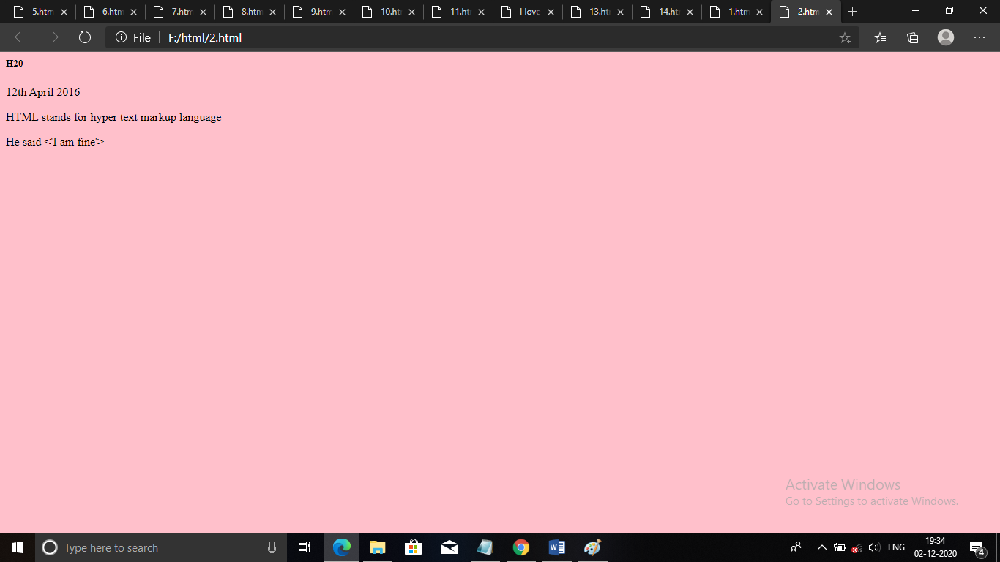 5.htm
6.htm
7.htm
8.htm
9.htm
10.ht
11.ht
I love
13.ht
14.ht
1.htm
2.htm
File F:/html/2.html
H20
12th April 2016
HTML stands for hyper text markup language
He said <'I am fine'>
Activate Windows
Go to Settings to activate Windows.
Type here to search
ENG
19:34
02-12-2020
4